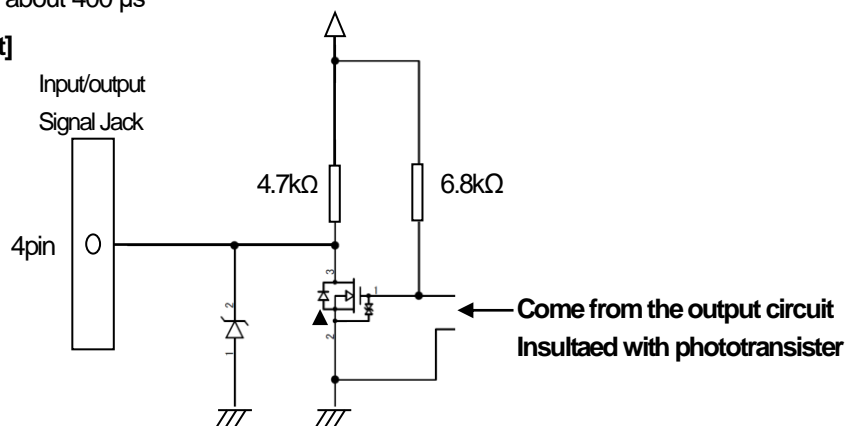 about 400 µs
t]
Input/output
Signal Jack
4.7kΩ
6.8kΩ
4pin
3
1
2
2
1
Come from the output circuit
Insultaed with phototransister